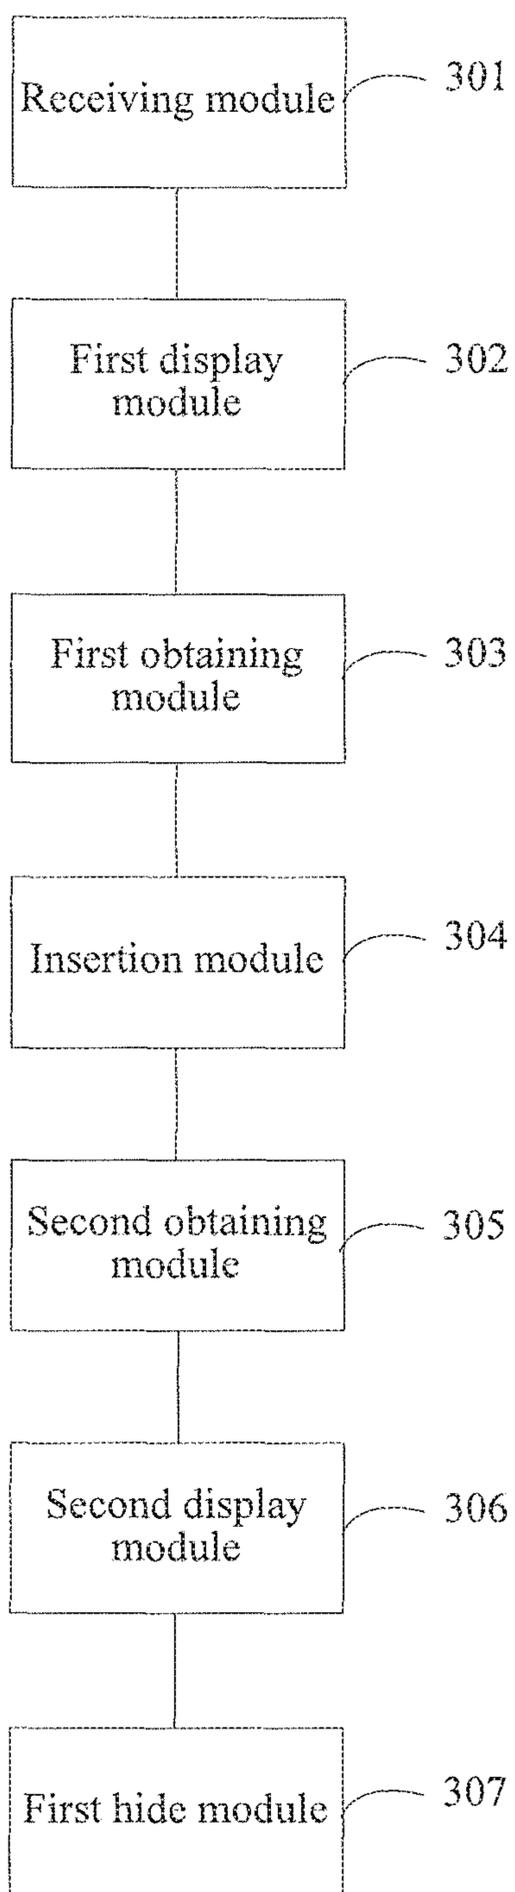 Receiving module
301
First display
module
302
First obtaining
module
303
Insertion module
304
Second obtaining
module
305
Second display
module
306
First hide module
307